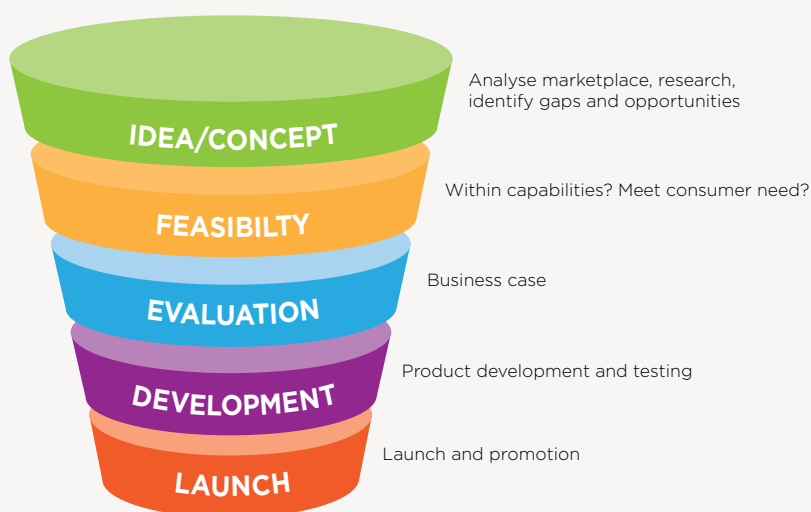 Analyse marketplace, research,
identify gaps and opportunities
IDEA/CONCEPT
Within capabilities? Meet consumer need?
FEASIBILTY
Business case
EVALUATION
Product development and testing
DEVELOPMENT
Launch and promotion
LAUNCH